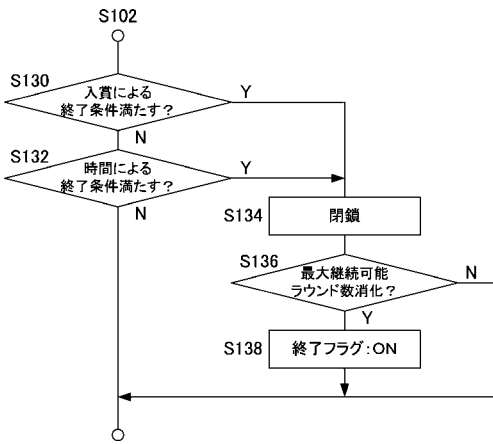 S102
S130
入賞による
終了条件満たす？
Y
N
S132
時間による
終了条件満たす？
Y
N
S134
閉鎖
S136
最大継続可能
ラウンド数消化？
N
Y
S138
終了フラグ：ON